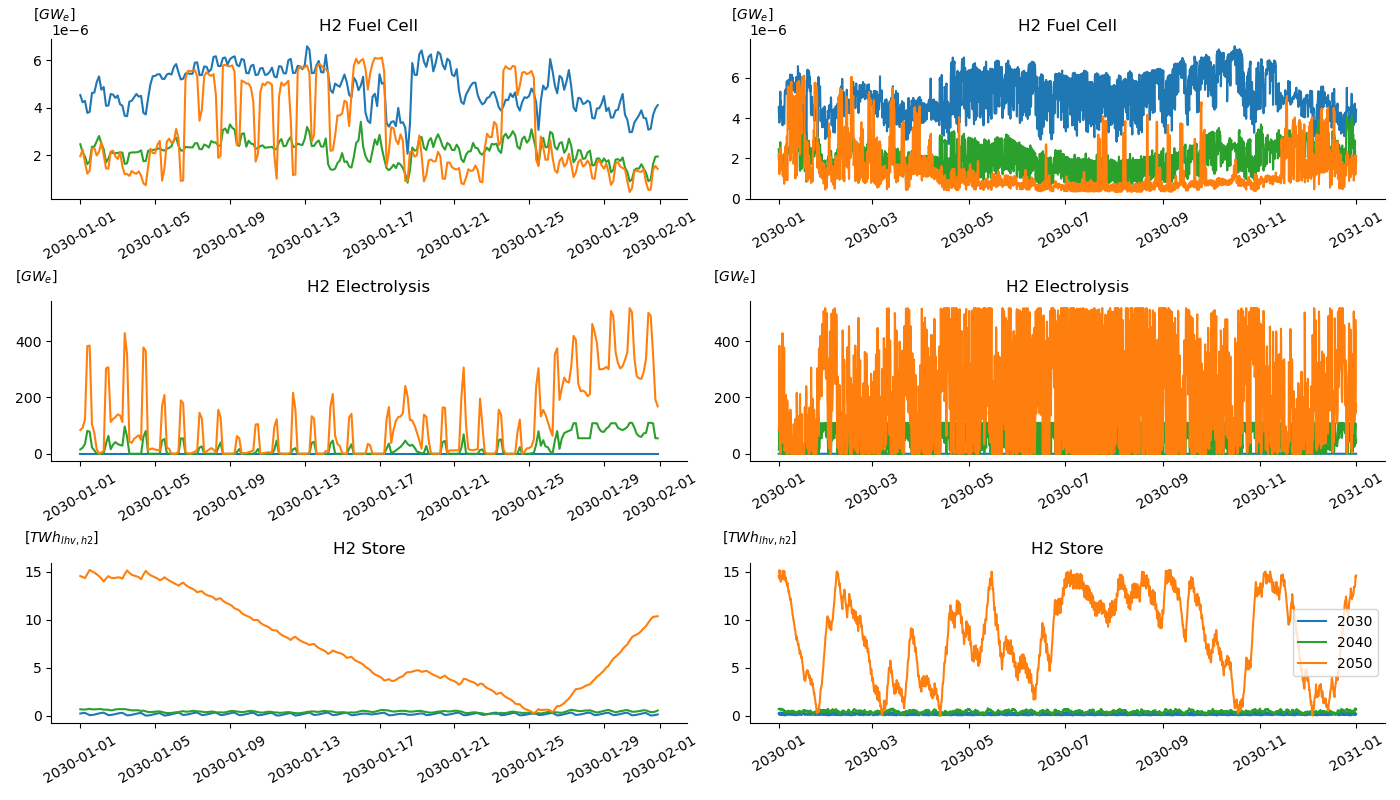 [GW_e]
1e−6
H2 Fuel Cell
6
4
2
2030-01-01 2030-01-05 2030-01-09 2030-01-13 2030-01-17 2030-01-21 2030-01-25 2030-01-29 2030-02-01
[GW_e]
1e−6
H2 Fuel Cell
6
4
2
0
2030-01 2030-03 2030-05 2030-07 2030-09 2030-11 2031-01
[GW_e]
H2 Electrolysis
400
200
0
2030-01-01 2030-01-05 2030-01-09 2030-01-13 2030-01-17 2030-01-21 2030-01-25 2030-01-29 2030-02-01
[GW_e]
H2 Electrolysis
400
200
0
2030-01 2030-03 2030-05 2030-07 2030-09 2030-11 2031-01
[TWh_{lhv, h2}]
H2 Store
15
10
5
0
2030-01-01 2030-01-05 2030-01-09 2030-01-13 2030-01-17 2030-01-21 2030-01-25 2030-01-29 2030-02-01
[TWh_{lhv, h2}]
H2 Store
15
10
5
0
2030
2040
2050
2030-01 2030-03 2030-05 2030-07 2030-09 2030-11 2031-01